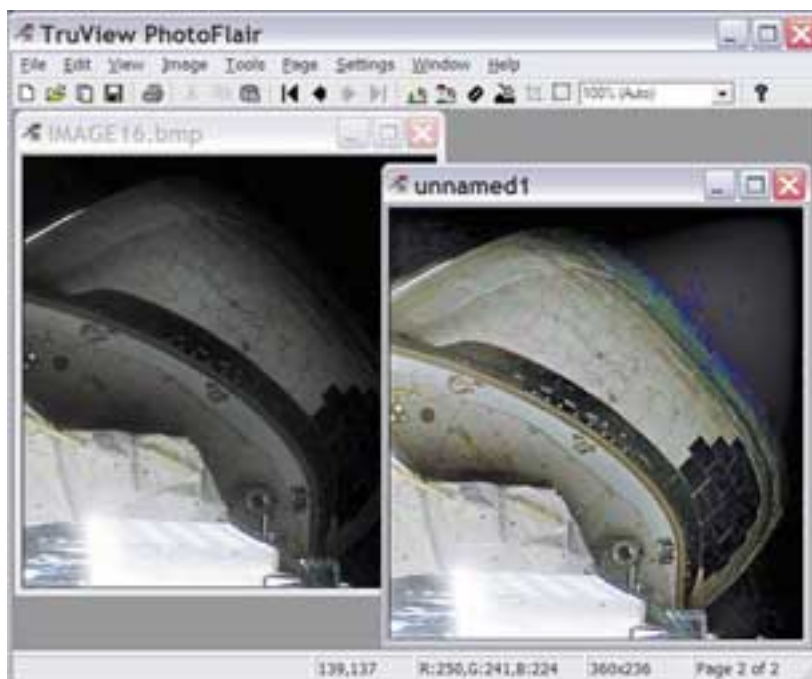 TruView PhotoFlair
File Edit View Image Tools Page Settings Window Help
100% (Auto)
IMAGE16.bmp
unnamed1
139,137 R:250,G:241,B:224 360x236 Page 2 of 2